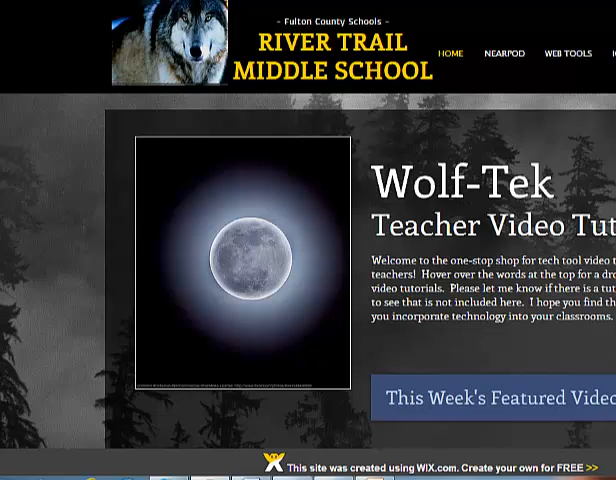 - Fulton County Schools -
RIVER TRAIL
MIDDLE SCHOOL
HOME NEARPOD WEB TOOLS
Wolf-Tek
Teacher Video Tut
Welcome to the one-stop shop for tech tool video t
teachers! Hover over the words at the top for a dr
video tutorials. Please let me know if there is a tut
to see that is not included here. I hope you find th
you incorporate technology into your classrooms.
This Week's Featured Video
This site was created using WIX.com. Create your own for FREE >>